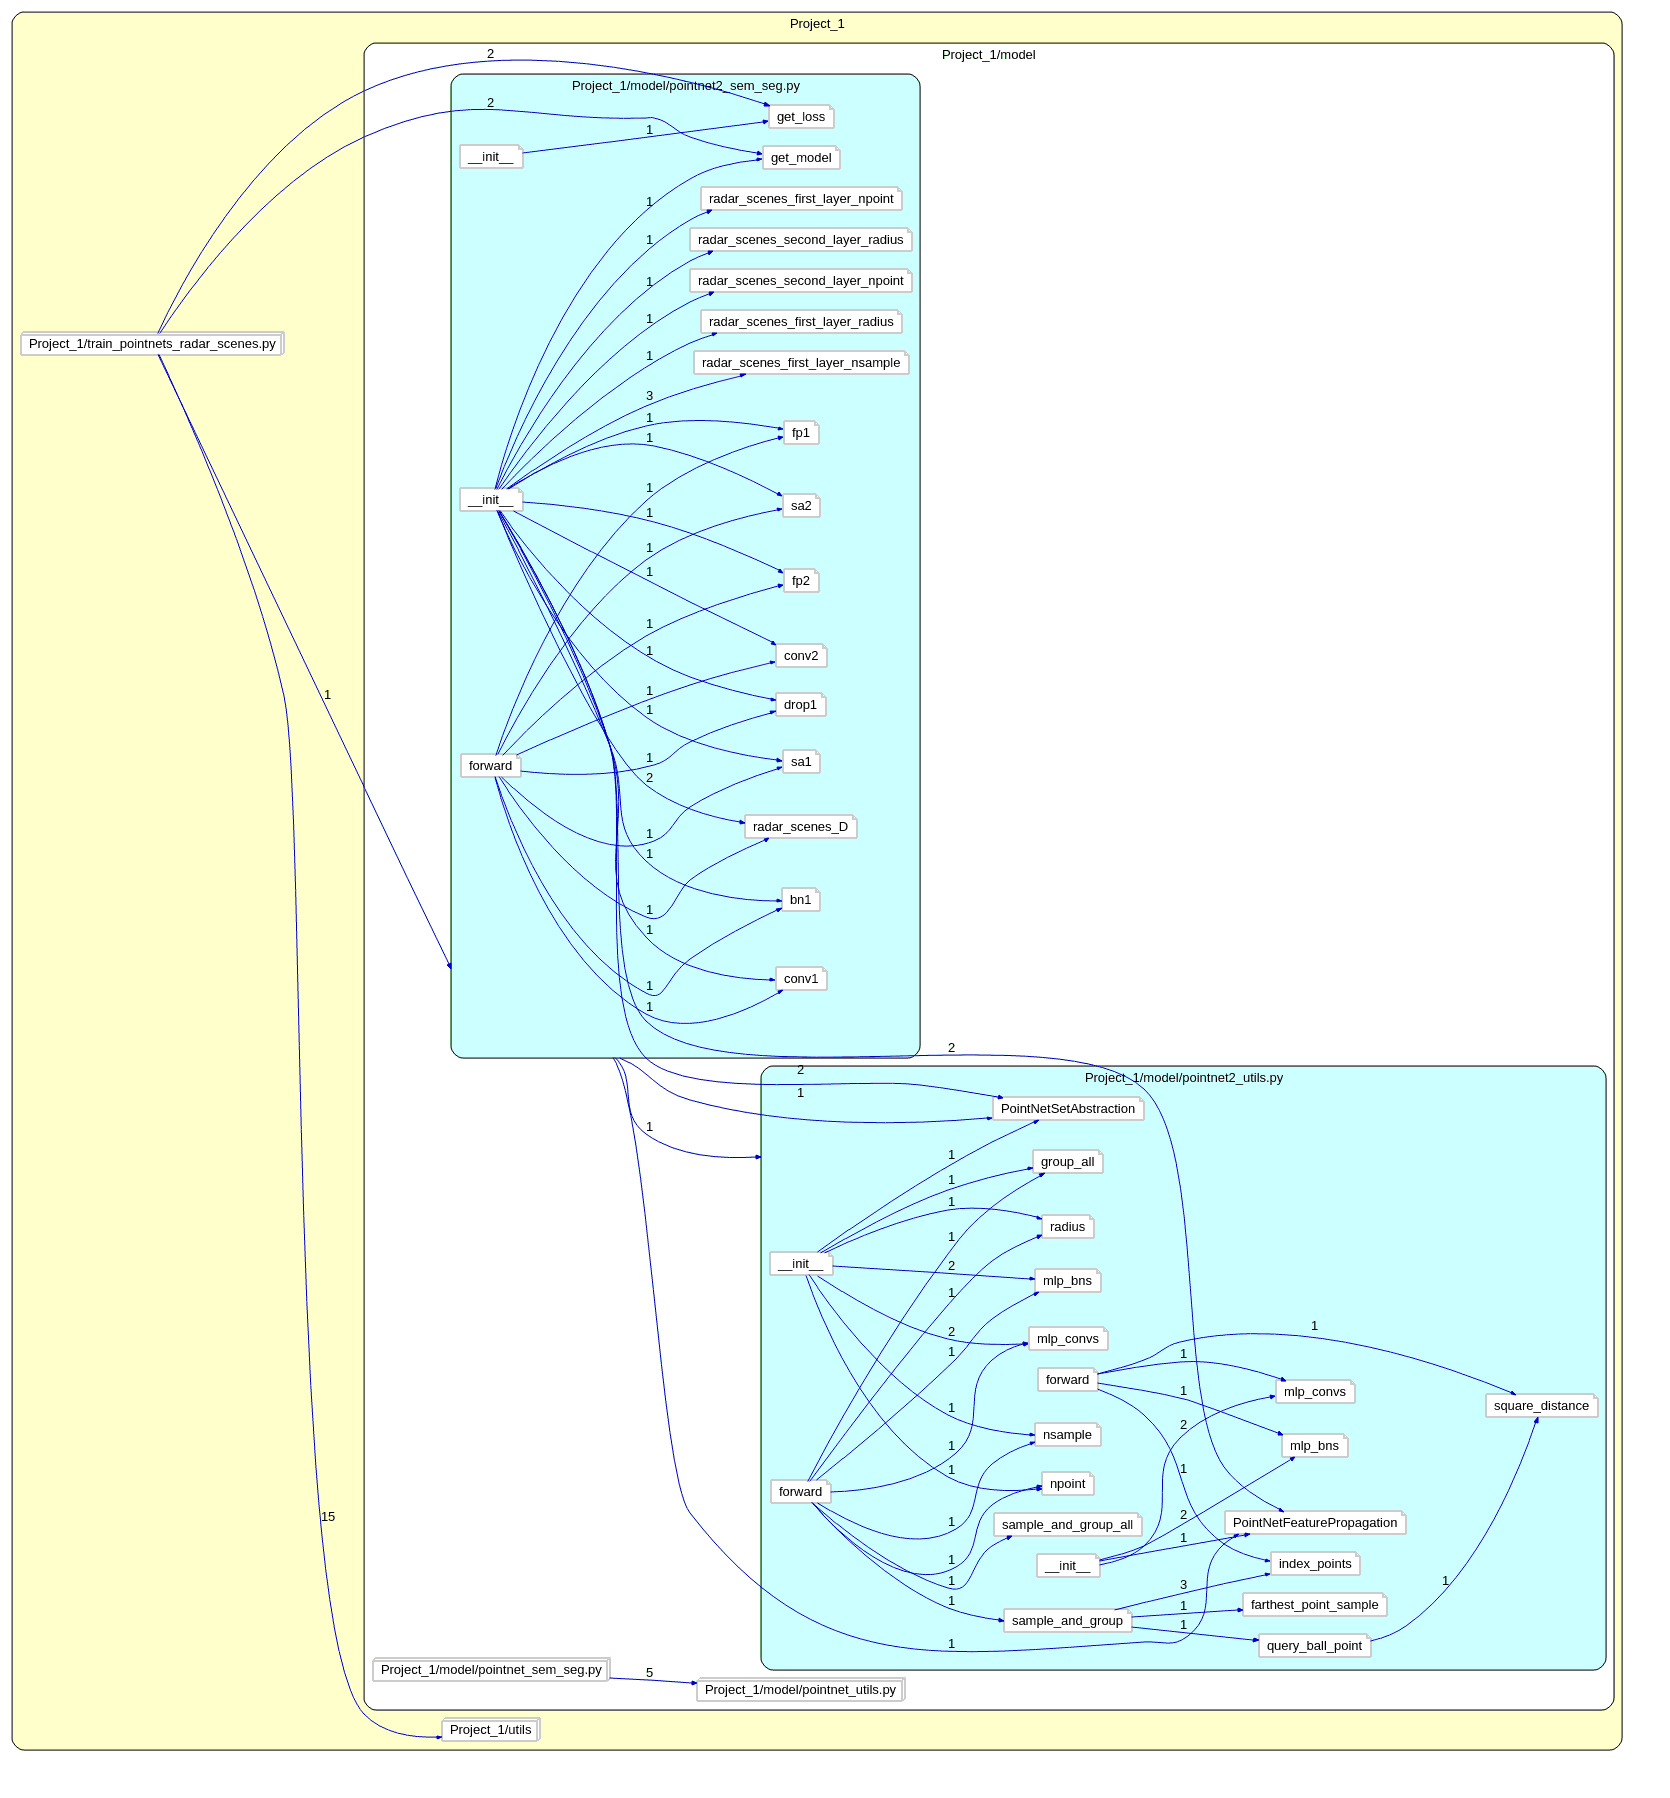 Project_1
Project_1/model
2
Project_1/model/pointnet2_sem_seg.py
2
get_loss
1
__init__
get_model
radar_scenes_first_layer_npoint
1
radar_scenes_second_layer_radius
1
radar_scenes_second_layer_npoint
1
radar_scenes_first_layer_radius
1
Project_1/train_pointnets_radar_scenes.py
1
radar_scenes_first_layer_nsample
3
1
fp1
1
1
__init__
sa2
1
1
1
fp2
1
1
conv2
1
1
1
drop1
1
1
sa1
forward
2
radar_scenes_D
1
1
bn1
1
1
conv1
1
1
2
2
Project_1/model/pointnet2_utils.py
1
PointNetSetAbstraction
1
1
group_all
1
1
radius
1
__init__
2
mlp_bns
1
1
2
mlp_convs
1
1
forward
1
mlp_convs
1
square_distance
1
2
nsample
1
mlp_bns
1
1
npoint
forward
2
15
1
sample_and_group_all
PointNetFeaturePropagation
1
1
__init__
index_points
1
3
1
1
farthest_point_sample
1
sample_and_group
1
query_ball_point
1
Project_1/model/pointnet_sem_seg.py
5
Project_1/model/pointnet_utils.py
Project_1/utils